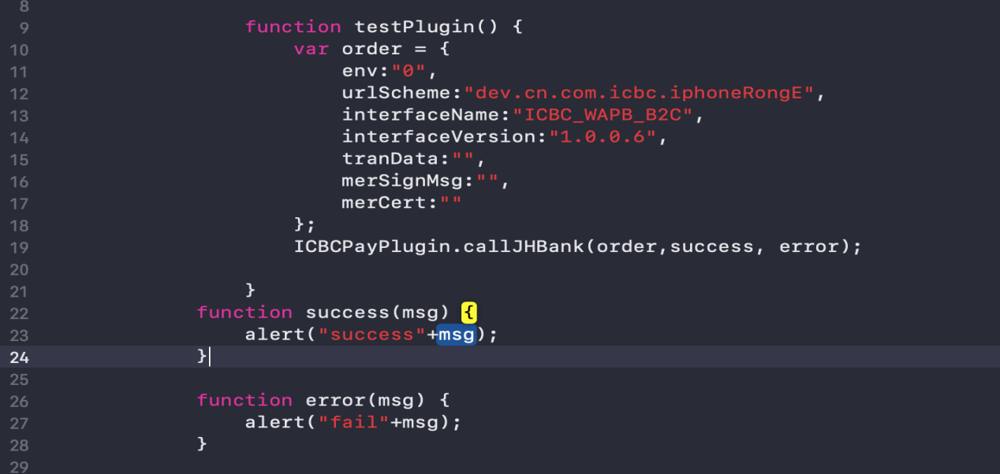 8
9 function testPlugin() {
10 var order = {
11 env:"0",
12 urlScheme:"dev.cn.com.icbc.iphoneRongE",
13 interfaceName:"ICBC_WAPB_B2C",
14 interfaceVersion:"1.0.0.6",
15 tranData:"",
16 merSignMsg:"",
17 merCert:""
18 };
19 ICBCPayPlugin.callJHBank(order,success, error);
20
21 }
22 function success(msg) {
23 alert("success"+msg);
24 }
25
26 function error(msg) {
27 alert("fail"+msg);
28 }
29